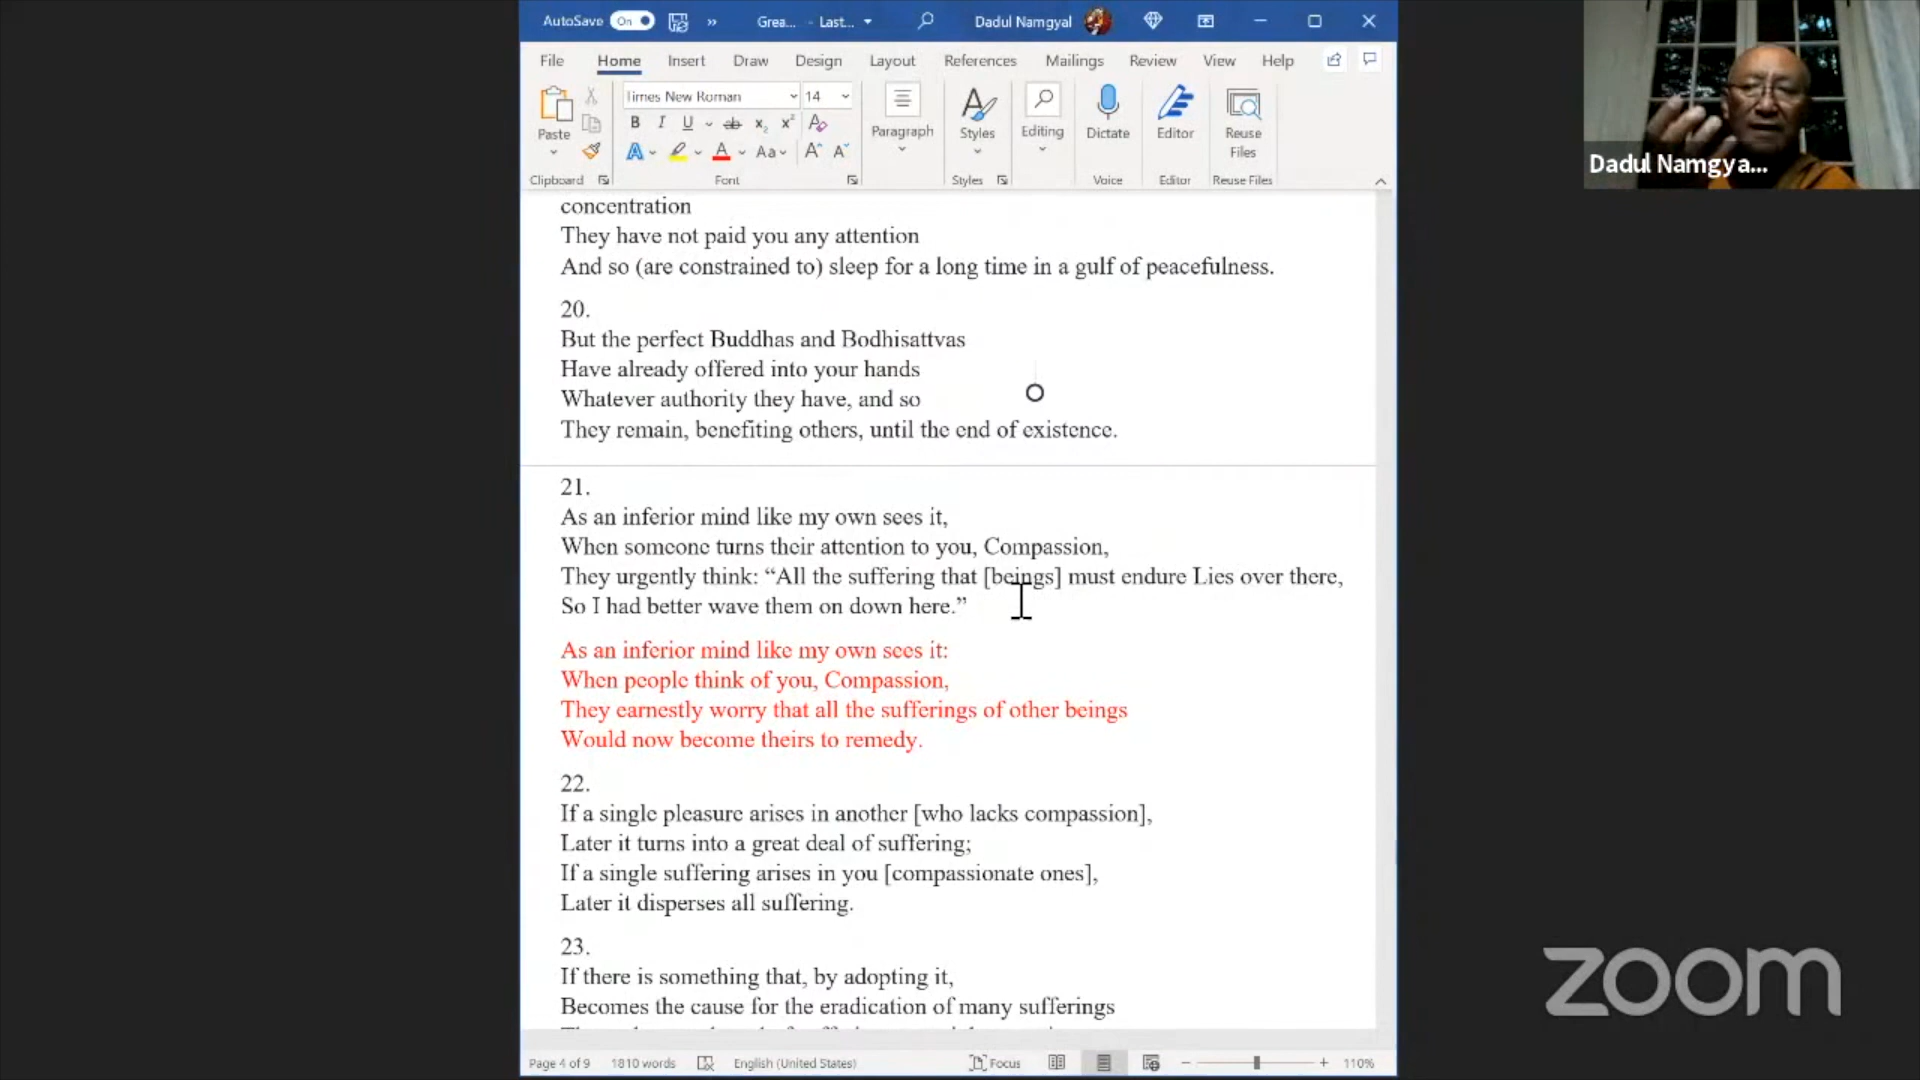 AutoSave On » Grea... - Last... Dadul Namgyal
File Home Insert Draw Design Layout References Mailings Review View Help
Times New Roman 14
Paste B I U ab x₂ x² A Paragraph Styles Editing Dictate Editor Reuse Files
A A Aa A A
Clipboard Font Styles Voice Editor Reuse Files
Dadul Namgya...
concentration
They have not paid you any attention
And so (are constrained to) sleep for a long time in a gulf of peacefulness.
20.
But the perfect Buddhas and Bodhisattvas
Have already offered into your hands
Whatever authority they have, and so
They remain, benefiting others, until the end of existence.
21.
As an inferior mind like my own sees it,
When someone turns their attention to you, Compassion,
They urgently think: “All the suffering that [beings] must endure Lies over there,
So I had better wave them on down here.”
As an inferior mind like my own sees it:
When people think of you, Compassion,
They earnestly worry that all the sufferings of other beings
Would now become theirs to remedy.
22.
If a single pleasure arises in another [who lacks compassion],
Later it turns into a great deal of suffering;
If a single suffering arises in you [compassionate ones],
Later it disperses all suffering.
23.
If there is something that, by adopting it,
Becomes the cause for the eradication of many sufferings
Page 4 of 9 1810 words English (United States) Focus − + 110%
zoom